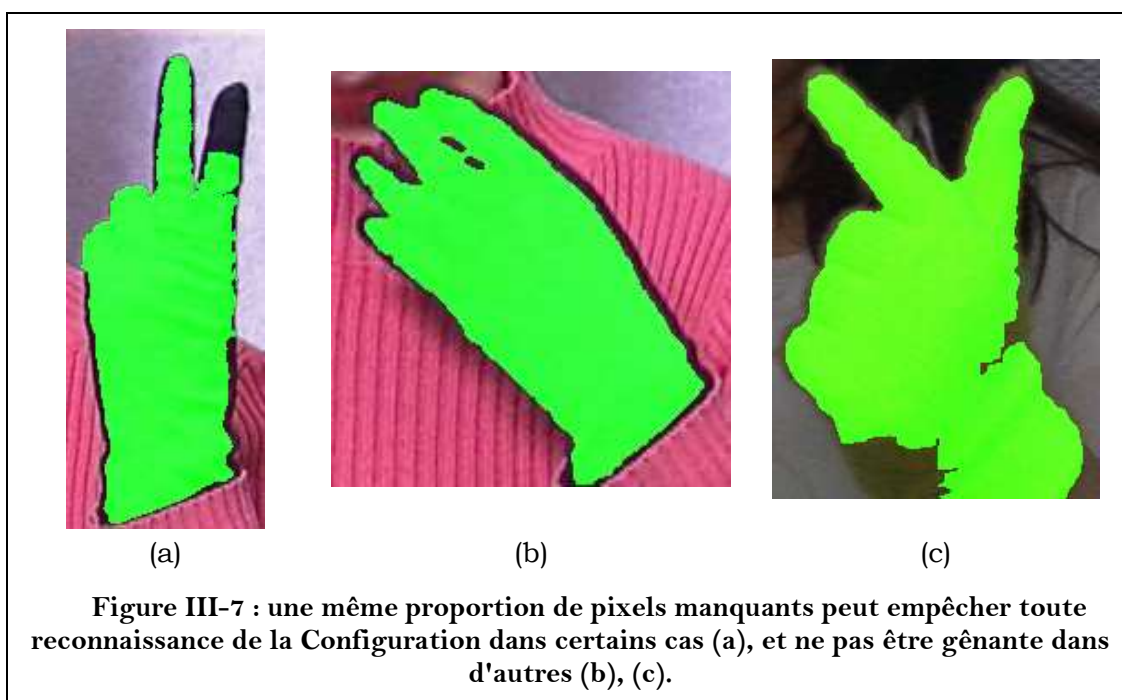 (a)
(b)
(c)
Figure III-7 : une même proportion de pixels manquants peut empêcher toute
reconnaissance de la Configuration dans certains cas (a), et ne pas être gênante dans
d'autres (b), (c).